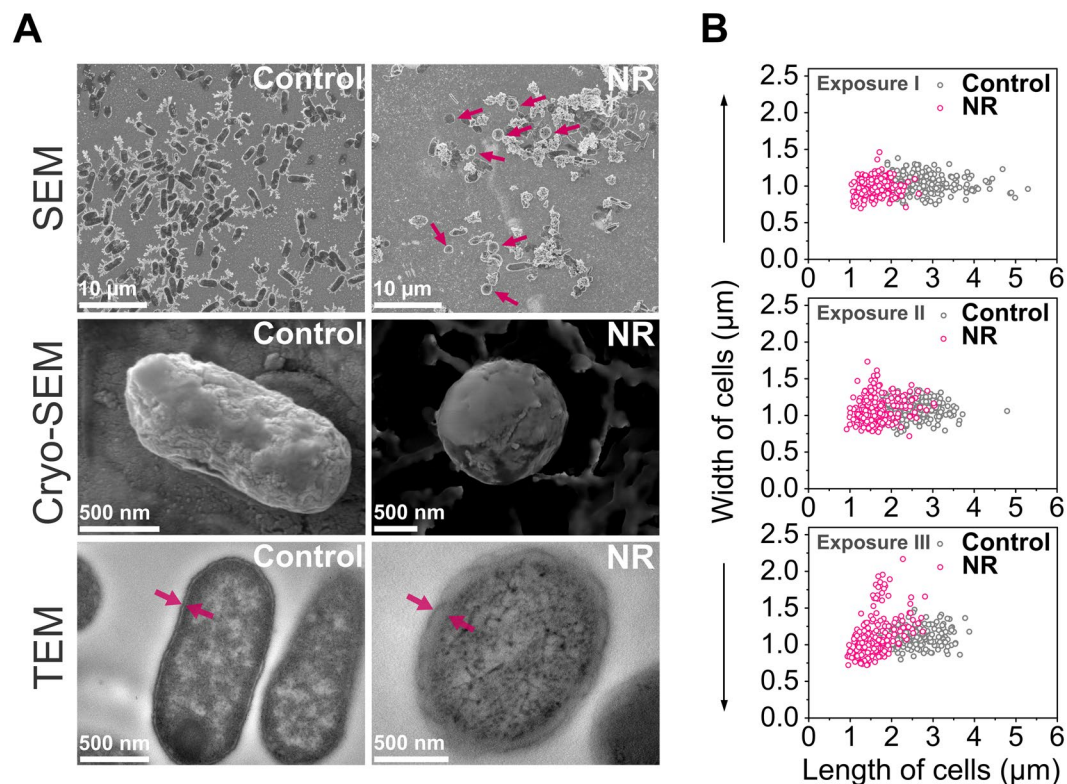 A
B
SEM
Control
10 µm
NR
10 µm
Cryo-SEM
Control
500 nm
NR
500 nm
TEM
Control
500 nm
NR
500 nm
Width of cells (µm)
2.5
2.0
1.5
1.0
0.5
0.0
Exposure I
Control
NR
0 1 2 3 4 5 6
2.5
2.0
1.5
1.0
0.5
0.0
Exposure II
Control
NR
0 1 2 3 4 5 6
2.5
2.0
1.5
1.0
0.5
0.0
Exposure III
Control
NR
0 1 2 3 4 5 6
Length of cells (µm)